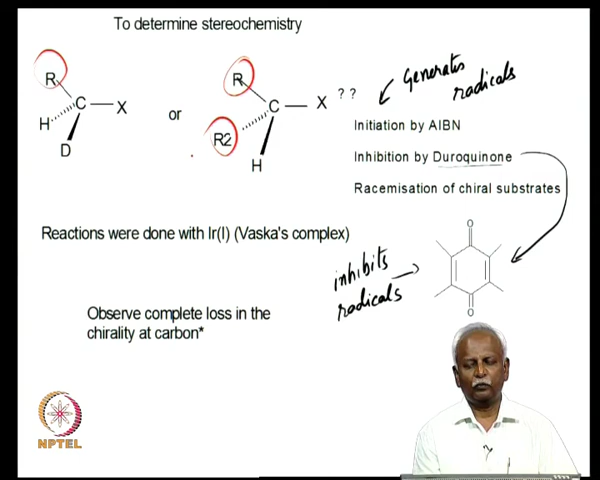 To determine stereochemistry
R
C
X
H
D
or
R
C
X
R2
H
??
Generates
radicals
Initiation by AIBN
Inhibition by Duroquinone
Racemisation of chiral substrates
Reactions were done with Ir(I) (Vaska's complex)
O
O
inhibits
radicals
Observe complete loss in the
chirality at carbon*
NPTEL